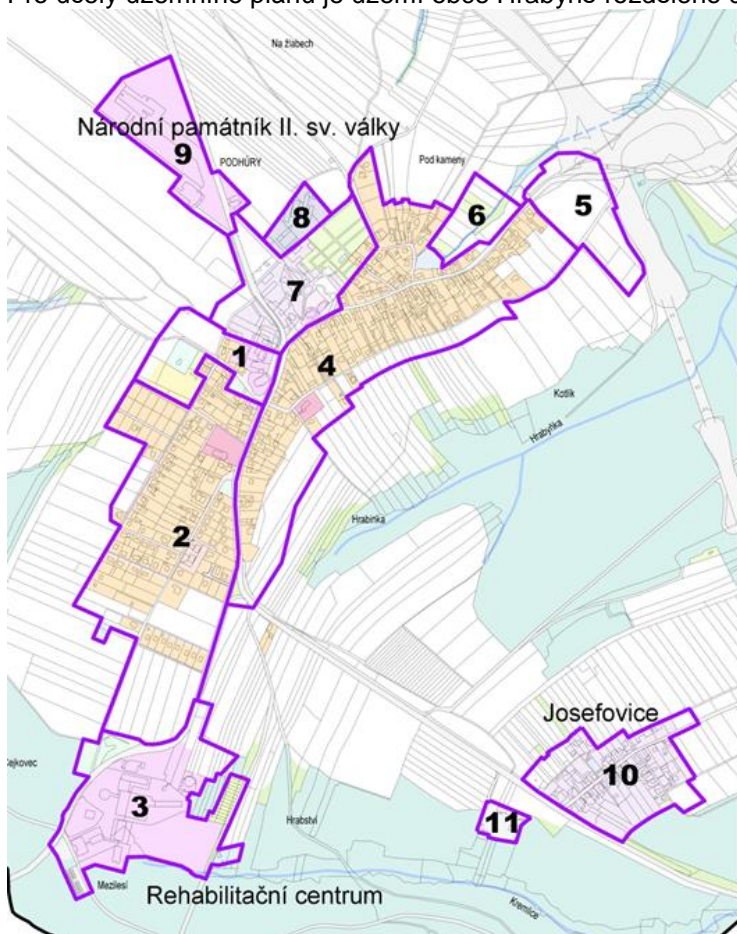 Pro účely územního plánu je území obce Hrabyně rozděleno
Na žlabech
Národní památník II. sv. války
9
PODHŮRY
Pod kameny
8
6
5
7
1
4
Kotlík
Hrabyňka
Hrabinka
2
Josefovice
Čejkovec
10
3
11
Hrabství
Mezilesí
Rehabilitační centrum
Kremlice